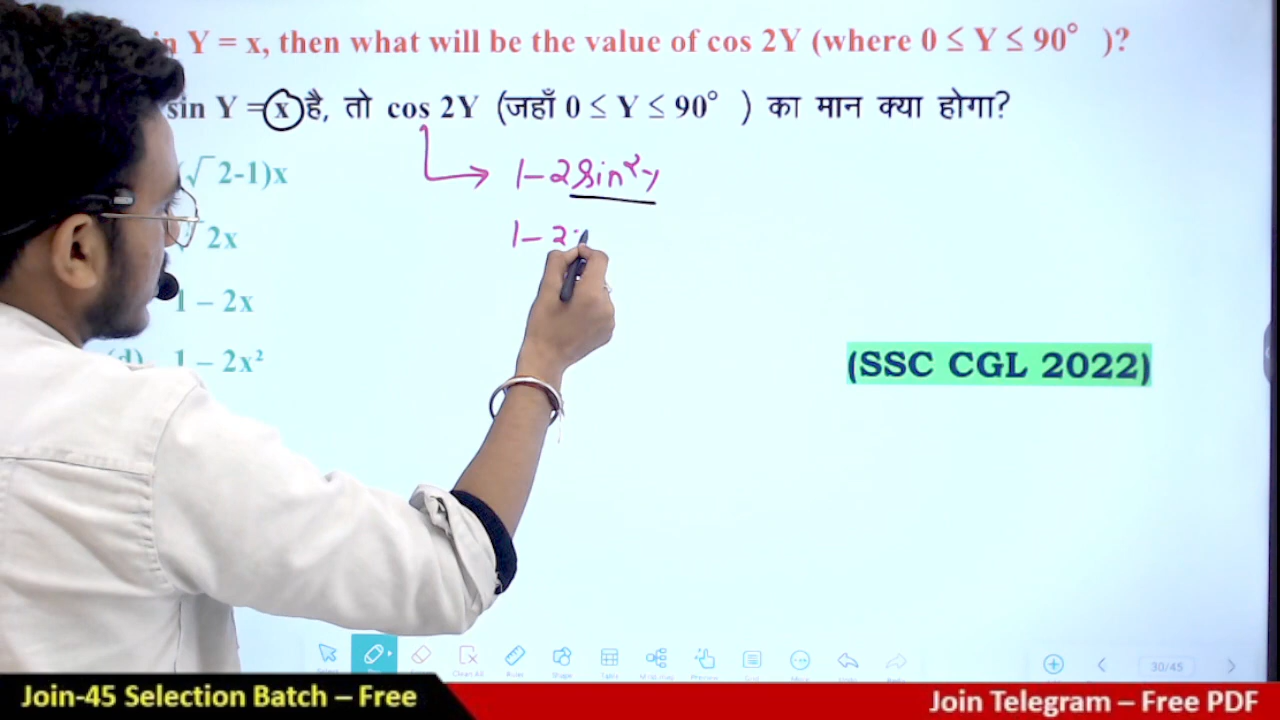 Y = x, then what will be the value of cos 2Y (where 0 ≤ Y ≤ 90° )?
sin Y = x है, तो cos 2Y (जहाँ 0 ≤ Y ≤ 90° ) का मान क्या होगा?
√2-1)x
1-2sin²y
2x
1-2
1 – 2x
(d) 1 – 2x²
(SSC CGL 2022)
30/45
Join-45 Selection Batch – Free
Join Telegram – Free PDF